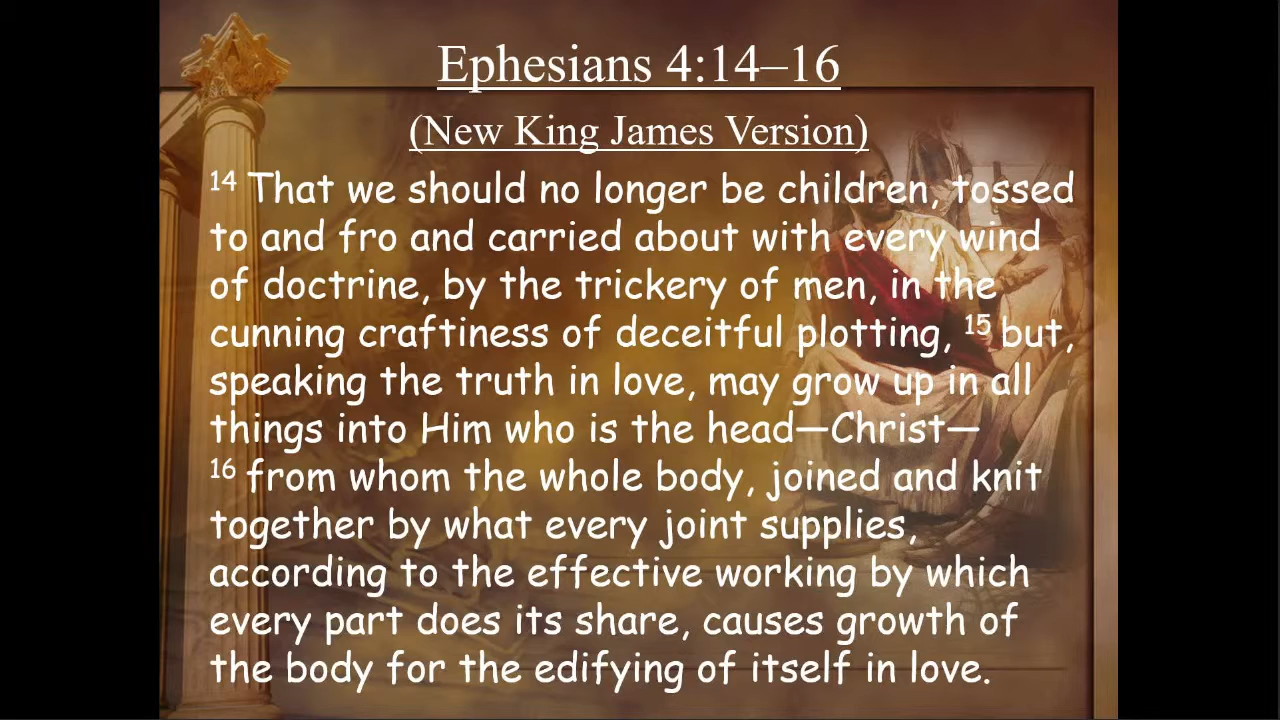 Ephesians 4:14–16
(New King James Version)
14 That we should no longer be children, tossed
to and fro and carried about with every wind
of doctrine, by the trickery of men, in the
cunning craftiness of deceitful plotting, 15 but,
speaking the truth in love, may grow up in all
things into Him who is the head—Christ—
16 from whom the whole body, joined and knit
together by what every joint supplies,
according to the effective working by which
every part does its share, causes growth of
the body for the edifying of itself in love.